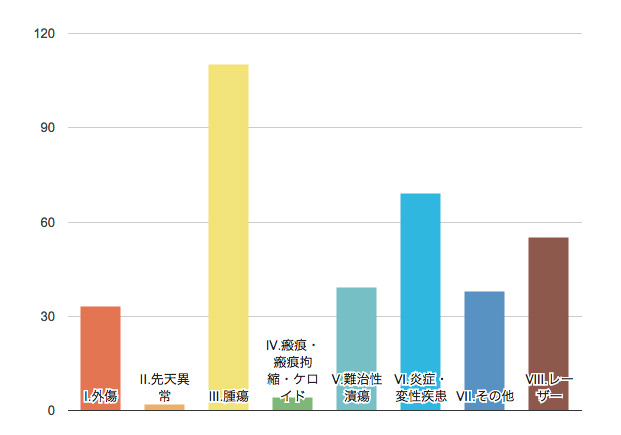 120
90
60
30
0
I.外傷
II.先天異
常
III.腫瘍
IV.瘢痕・
瘢痕拘
縮・ケロ
イド
V.難治性
潰瘍
VI.炎症・
変性疾患
VII.その他
VIII.レー
ザー